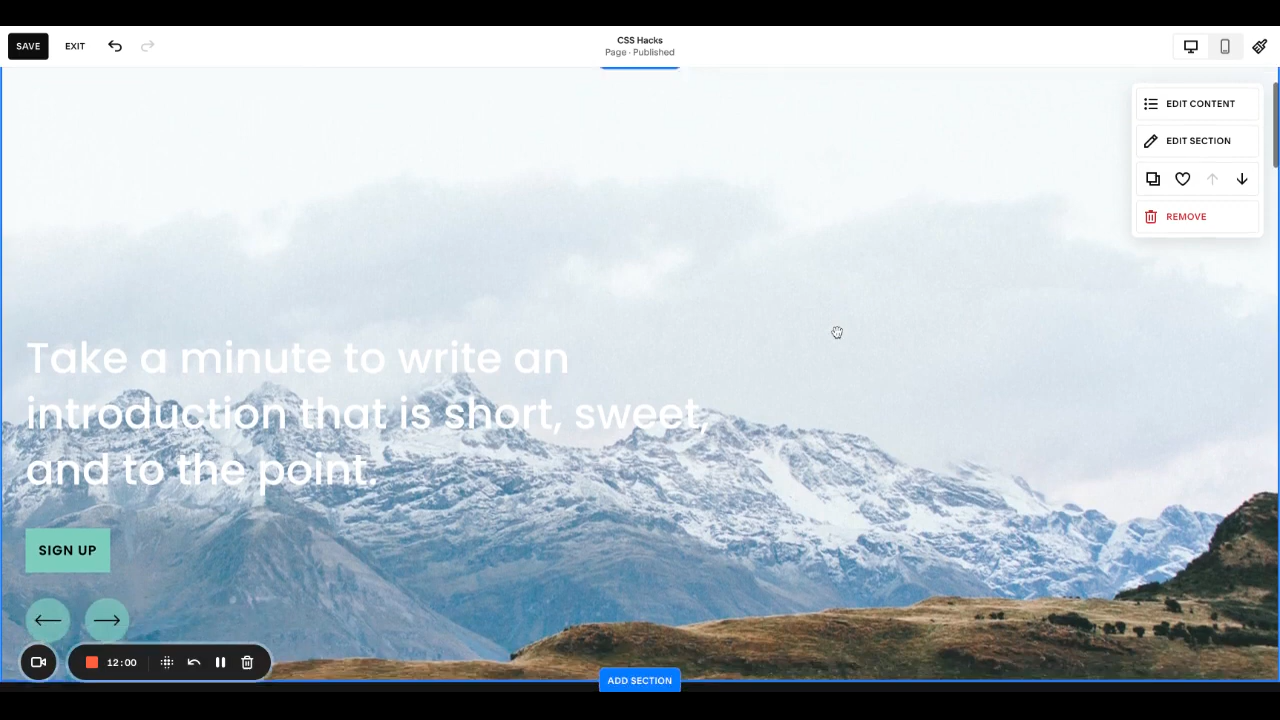 SAVE
EXIT
CSS Hacks
Page · Published
EDIT CONTENT
EDIT SECTION
REMOVE
Take a minute to write an
introduction that is short, sweet,
and to the point.
SIGN UP
12:00
ADD SECTION